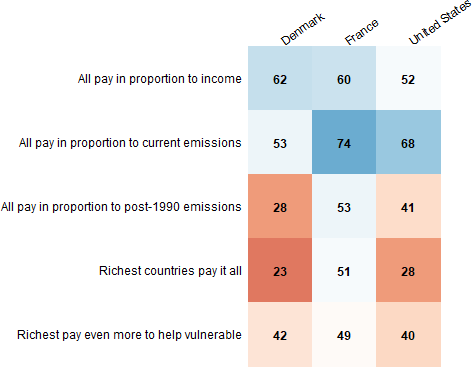 Denmark France United States
All pay in proportion to income 62 60 52
All pay in proportion to current emissions 53 74 68
All pay in proportion to post-1990 emissions 28 53 41
Richest countries pay it all 23 51 28
Richest pay even more to help vulnerable 42 49 40